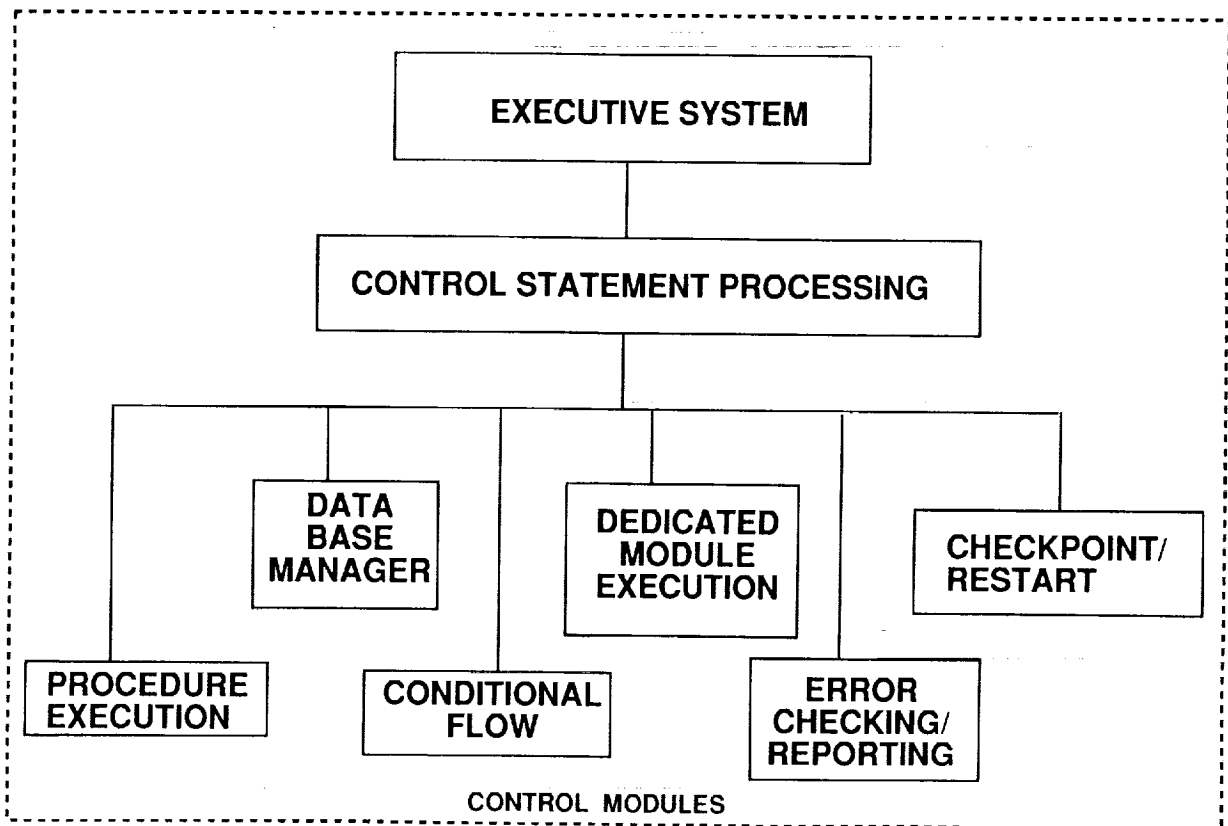 EXECUTIVE SYSTEM
CONTROL STATEMENT PROCESSING
DATA
BASE
MANAGER
DEDICATED
MODULE
EXECUTION
CHECKPOINT/
RESTART
PROCEDURE
EXECUTION
CONDITIONAL
FLOW
ERROR
CHECKING/
REPORTING
CONTROL MODULES